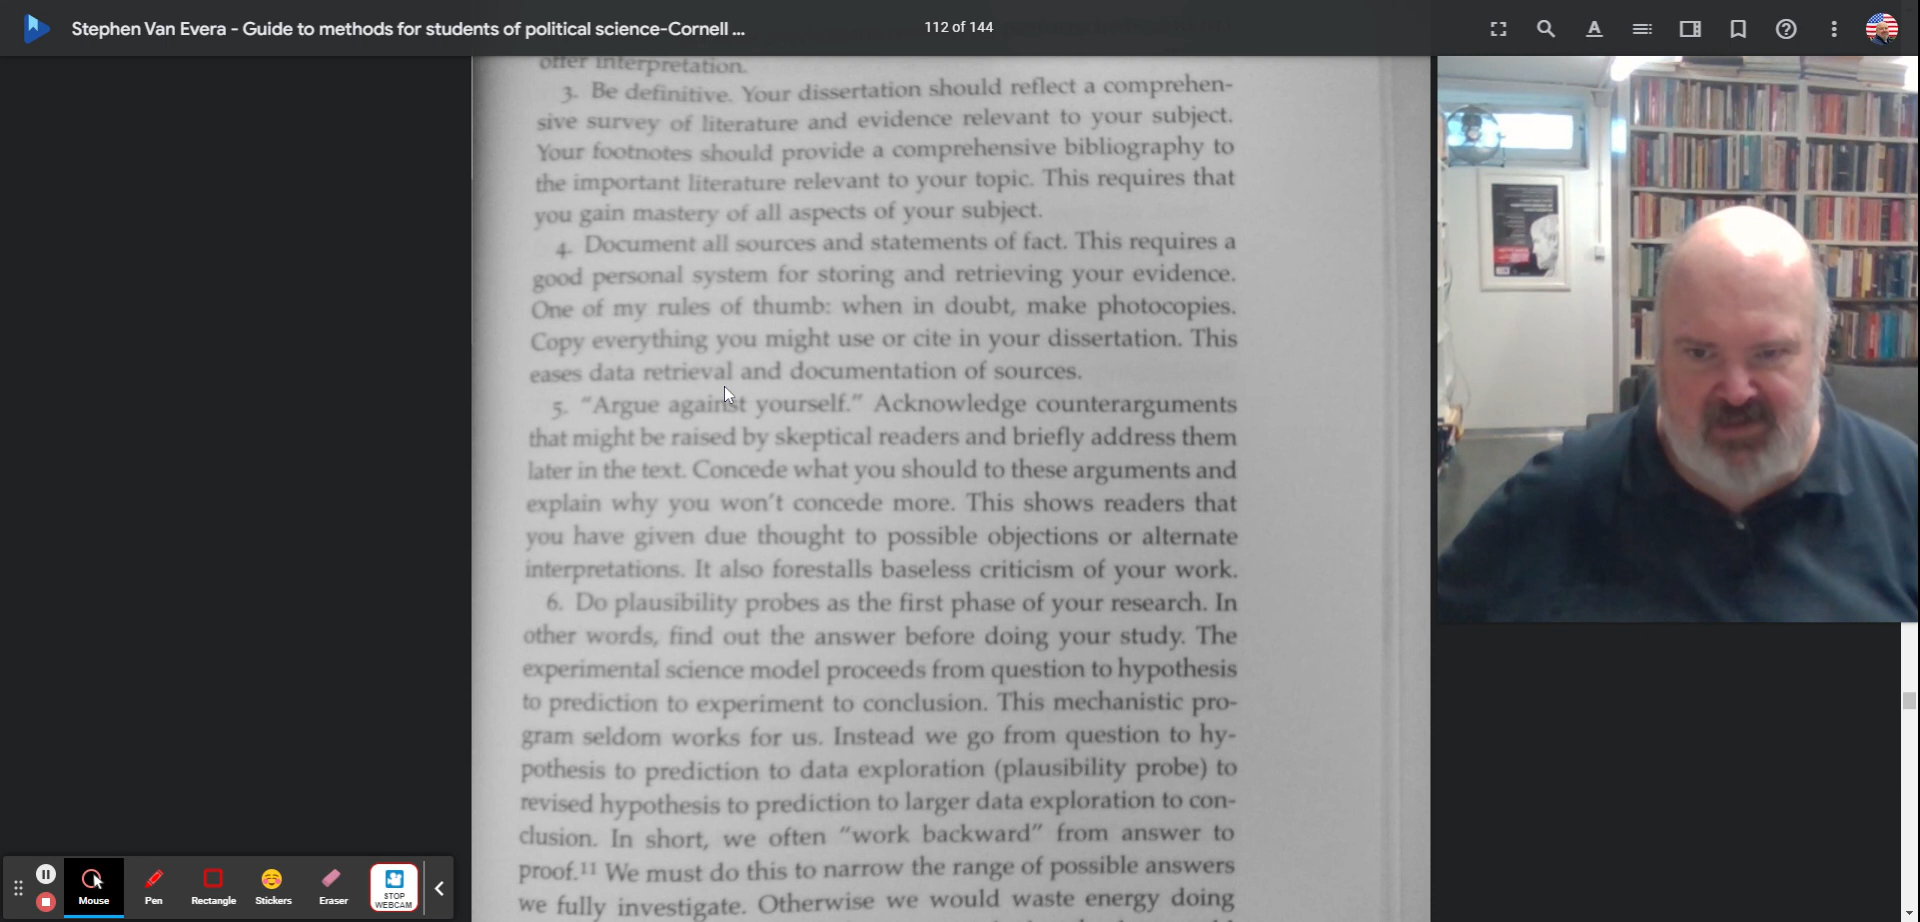 Stephen Van Evera - Guide to methods for students of political science-Cornell ...
112 of 144
offer interpretation.
3. Be definitive. Your dissertation should reflect a comprehen-
sive survey of literature and evidence relevant to your subject.
Your footnotes should provide a comprehensive bibliography to
the important literature relevant to your topic. This requires that
you gain mastery of all aspects of your subject.
4. Document all sources and statements of fact. This requires a
good personal system for storing and retrieving your evidence.
One of my rules of thumb: when in doubt, make photocopies.
Copy everything you might use or cite in your dissertation. This
eases data retrieval and documentation of sources.
5. “Argue against yourself.” Acknowledge counterarguments
that might be raised by skeptical readers and briefly address them
later in the text. Concede what you should to these arguments and
explain why you won’t concede more. This shows readers that
you have given due thought to possible objections or alternate
interpretations. It also forestalls baseless criticism of your work.
6. Do plausibility probes as the first phase of your research. In
other words, find out the answer before doing your study. The
experimental science model proceeds from question to hypothesis
to prediction to experiment to conclusion. This mechanistic pro-
gram seldom works for us. Instead we go from question to hy-
pothesis to prediction to data exploration (plausibility probe) to
revised hypothesis to prediction to larger data exploration to con-
clusion. In short, we often “work backward” from answer to
proof.11 We must do this to narrow the range of possible answers
we fully investigate. Otherwise we would waste energy doing
Mouse
Pen
Rectangle
Stickers
Eraser
STOP
WEBCAM